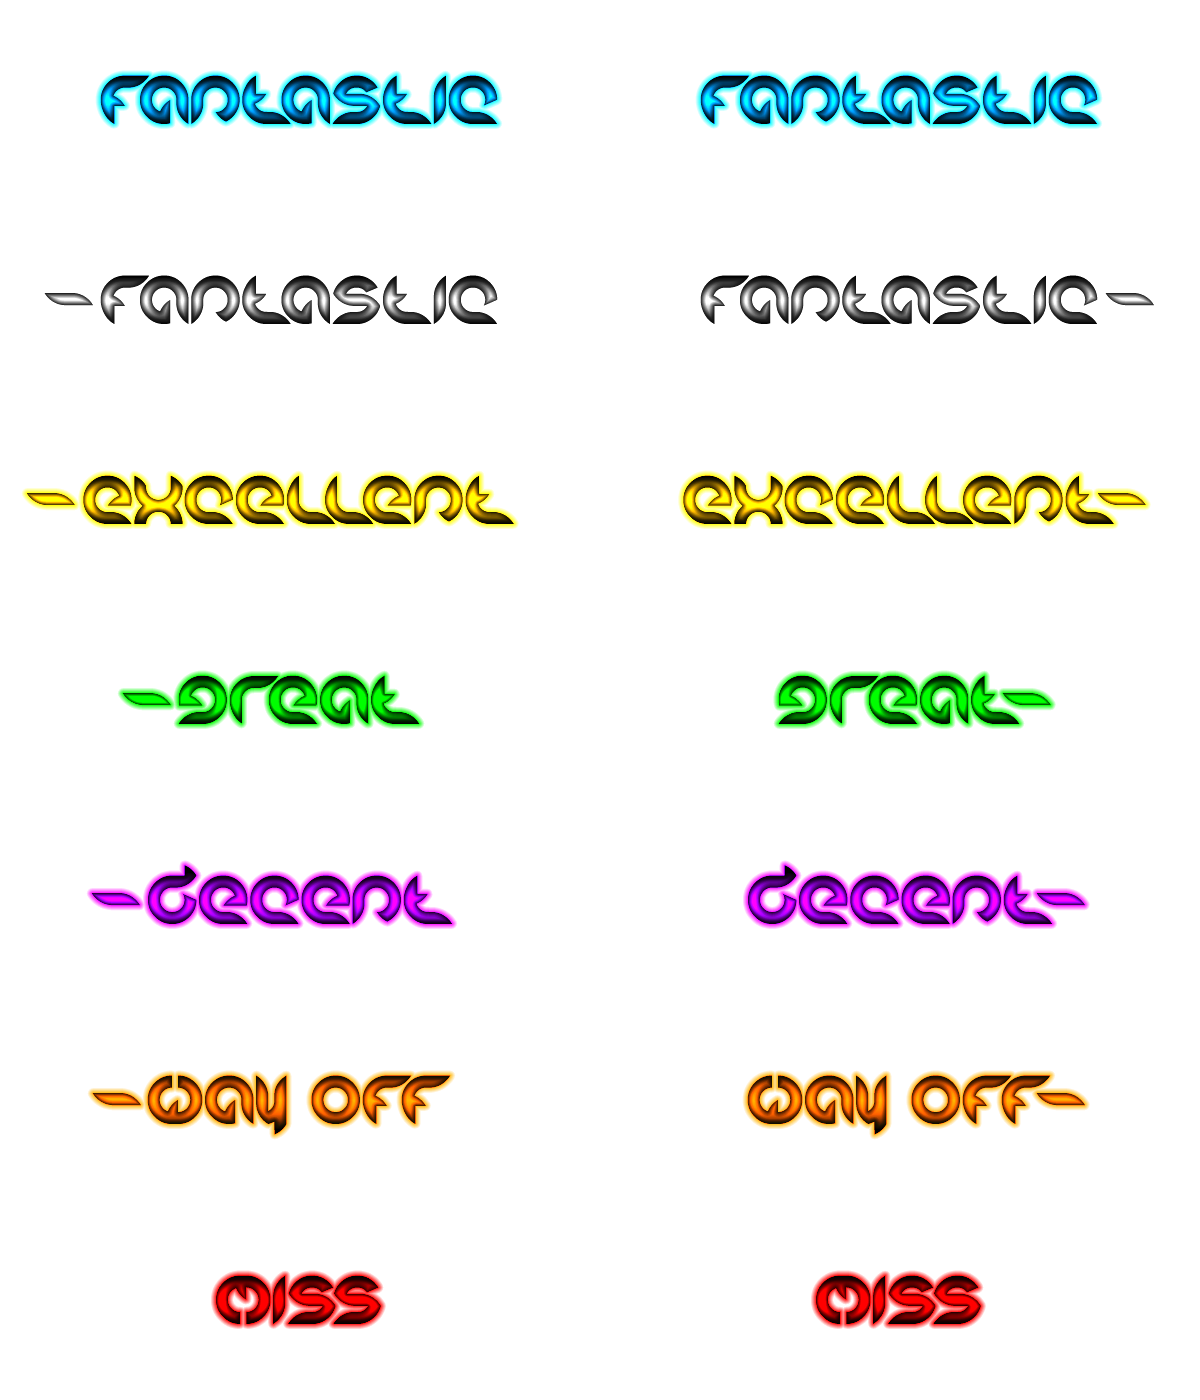 Fantastic Fantastic
-Fantastic Fantastic-
-Excellent Excellent-
-Great Great-
-Decent Decent-
-Way Off Way Off-
Miss Miss